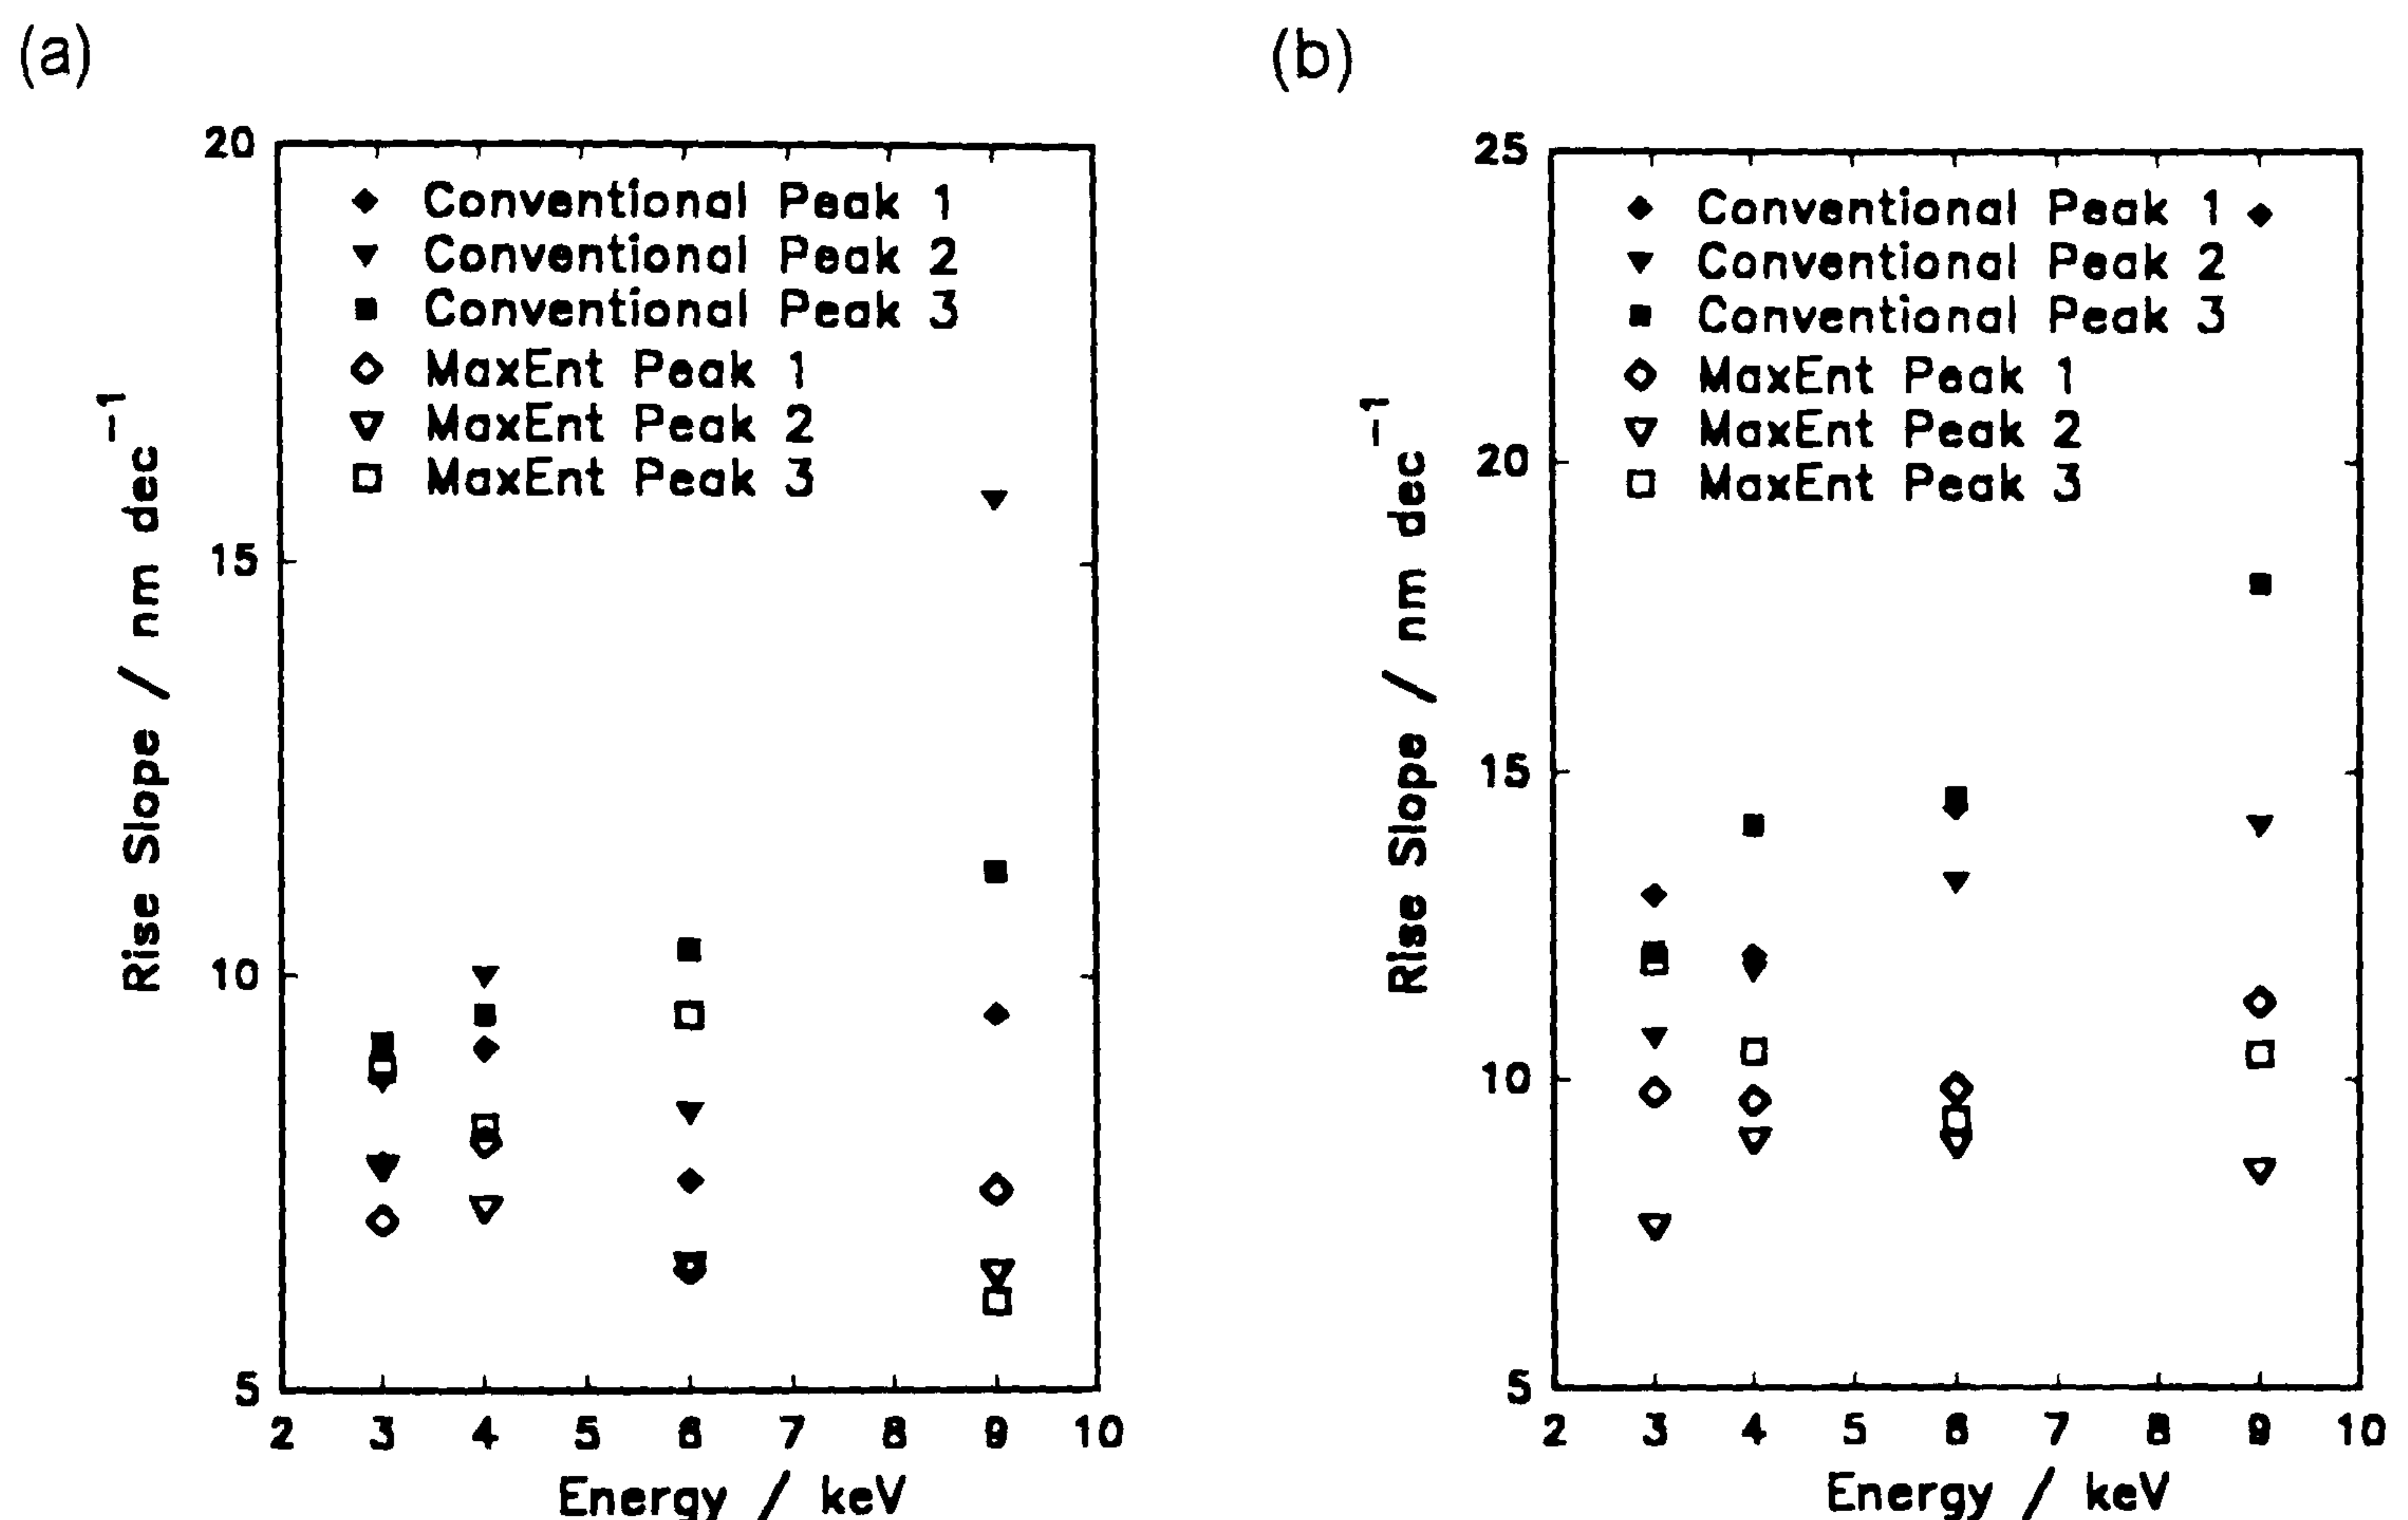 (a)
20
15
10
5
Rise Slope / nm dec⁻¹
◆ Conventional Peak 1
▼ Conventional Peak 2
■ Conventional Peak 3
◇ MaxEnt Peak 1
▽ MaxEnt Peak 2
□ MaxEnt Peak 3
2 3 4 5 6 7 8 9 10
Energy / keV
(b)
25
20
15
10
5
Rise Slope / nm dec⁻¹
◆ Conventional Peak 1
▼ Conventional Peak 2
■ Conventional Peak 3
◇ MaxEnt Peak 1
▽ MaxEnt Peak 2
□ MaxEnt Peak 3
2 3 4 5 6 7 8 9 10
Energy / keV